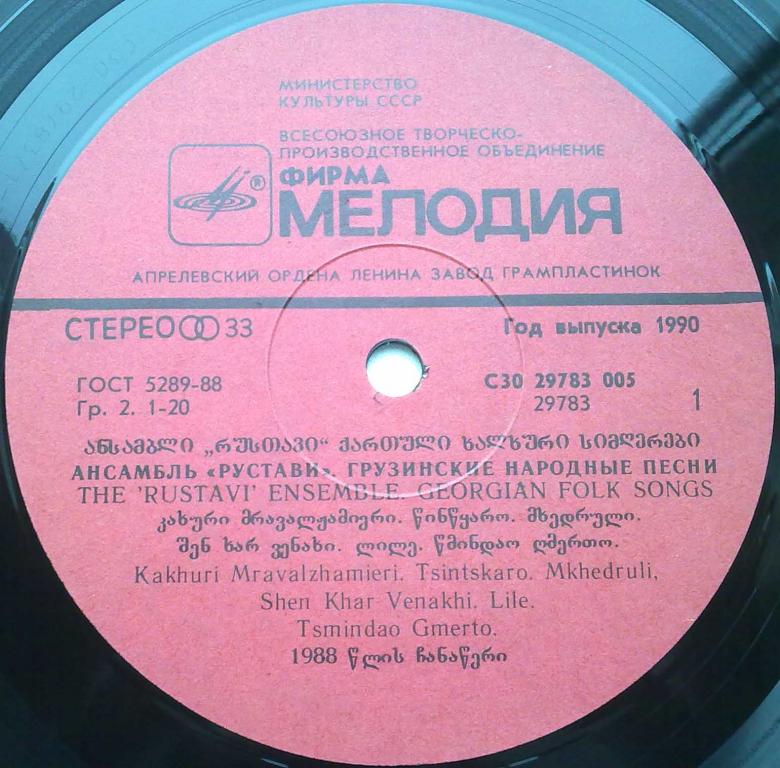 МИНИСТЕРСТВО
КУЛЬТУРЫ СССР
ВСЕСОЮЗНОЕ ТВОРЧЕСКО-
ПРОИЗВОДСТВЕННОЕ ОБЪЕДИНЕНИЕ
® ФИРМА
МЕЛОДИЯ
АПРЕЛЕВСКИЙ ОРДЕНА ЛЕНИНА ЗАВОД ГРАМПЛАСТИНОК
СТЕРЕО 33 Год выпуска 1990
ГОСТ 5289-88 С30 29783 005
Гр. 2. 1-20 29783 1
ანსამბლი „რუსთავი“ ქართული ხალხური სიმღერები
АНСАМБЛЬ «РУСТАВИ». ГРУЗИНСКИЕ НАРОДНЫЕ ПЕСНИ
THE 'RUSTAVI' ENSEMBLE. GEORGIAN FOLK SONGS
კახური მრავალჟამიერი. წინწყარო. მხედრული.
შენ ხარ ვენახი. ლილე. წმინდაო ღმერთო.
Kakhuri Mravalzhamieri. Tsintskaro. Mkhedruli,
Shen Khar Venakhi. Lile.
Tsmindao Gmerto.
1988 წლის ჩანაწერი